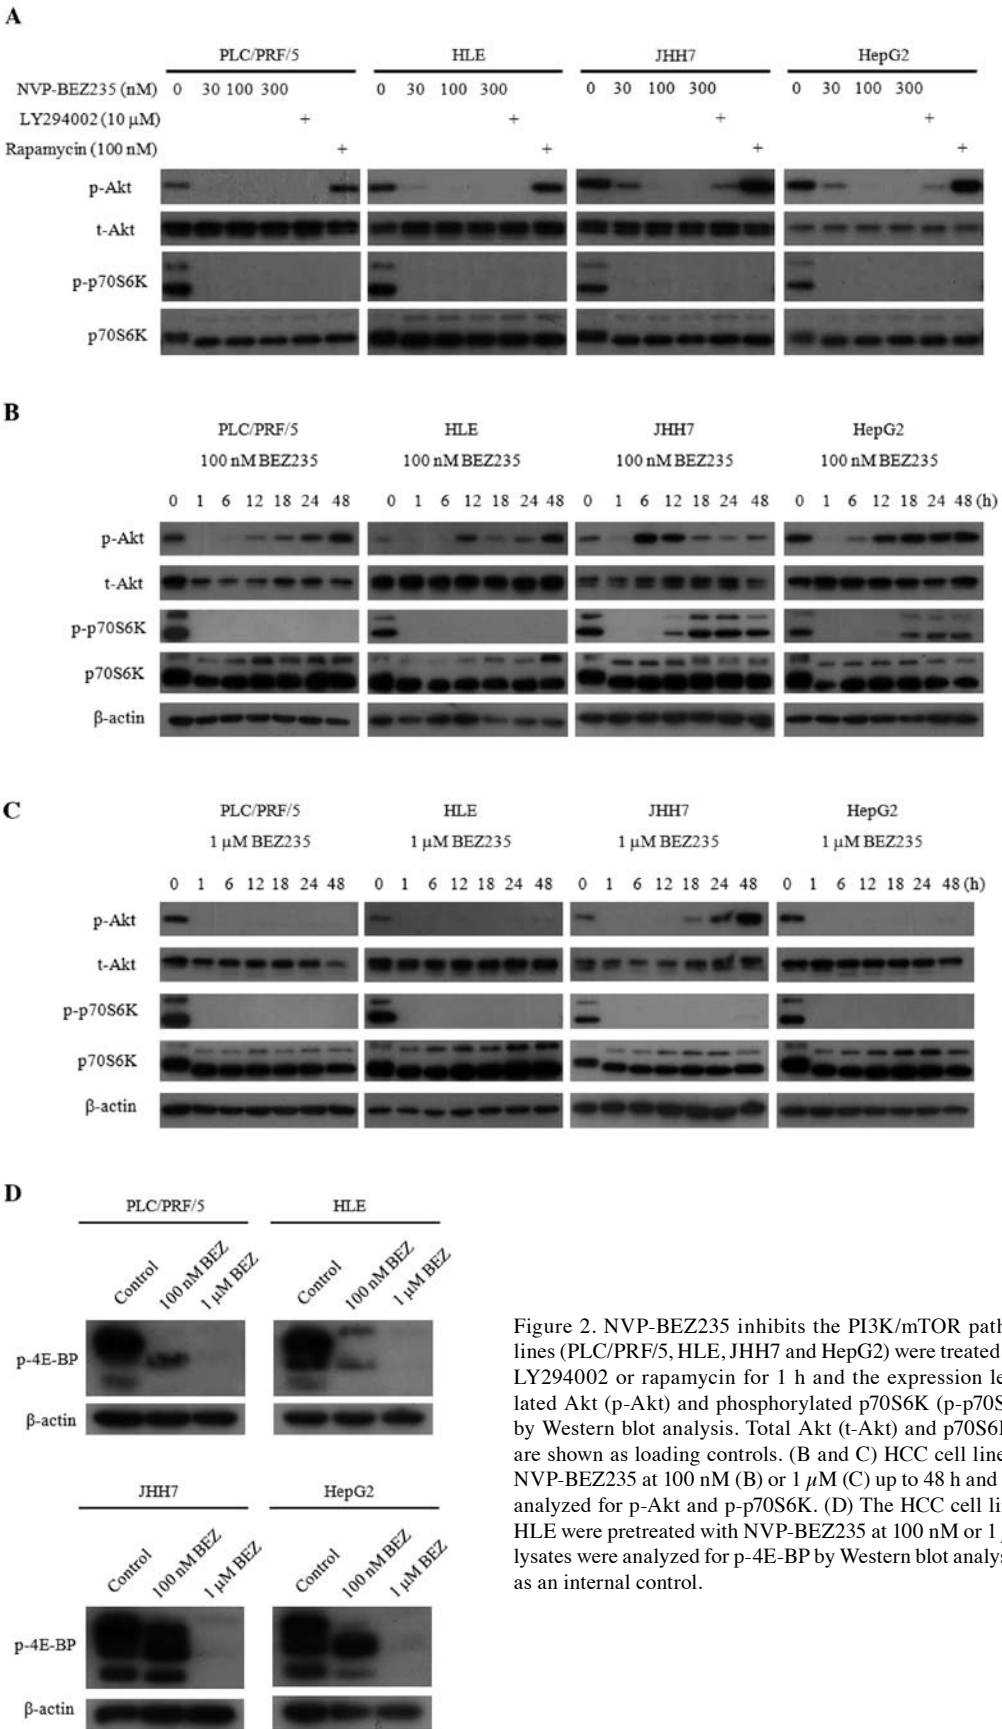 A
PLC/PRF/5 HLE JHH7 HepG2
NVP-BEZ235 (nM) 0 30 100 300 0 30 100 300 0 30 100 300 0 30 100 300
LY294002 (10 µM) + + + +
Rapamycin (100 nM) + + + +
p-Akt
t-Akt
p-p70S6K
p70S6K
B
PLC/PRF/5 HLE JHH7 HepG2
100 nM BEZ235 100 nM BEZ235 100 nM BEZ235 100 nM BEZ235
0 1 6 12 18 24 48 0 1 6 12 18 24 48 0 1 6 12 18 24 48 0 1 6 12 18 24 48 (h)
p-Akt
t-Akt
p-p70S6K
p70S6K
β-actin
C
PLC/PRF/5 HLE JHH7 HepG2
1 µM BEZ235 1 µM BEZ235 1 µM BEZ235 1 µM BEZ235
0 1 6 12 18 24 48 0 1 6 12 18 24 48 0 1 6 12 18 24 48 0 1 6 12 18 24 48 (h)
p-Akt
t-Akt
p-p70S6K
p70S6K
β-actin
D
PLC/PRF/5 HLE
Control 100 nM BEZ 1 µM BEZ Control 100 nM BEZ 1 µM BEZ
p-4E-BP
β-actin
JHH7 HepG2
Control 100 nM BEZ 1 µM BEZ Control 100 nM BEZ 1 µM BEZ
p-4E-BP
β-actin
Figure 2. NVP-BEZ235 inhibits the PI3K/mTOR path
lines (PLC/PRF/5, HLE, JHH7 and HepG2) were treated
LY294002 or rapamycin for 1 h and the expression le
lated Akt (p-Akt) and phosphorylated p70S6K (p-p70S
by Western blot analysis. Total Akt (t-Akt) and p70S6
are shown as loading controls. (B and C) HCC cell line
NVP-BEZ235 at 100 nM (B) or 1 µM (C) up to 48 h and
analyzed for p-Akt and p-p70S6K. (D) The HCC cell li
HLE were pretreated with NVP-BEZ235 at 100 nM or 1
lysates were analyzed for p-4E-BP by Western blot analys
as an internal control.